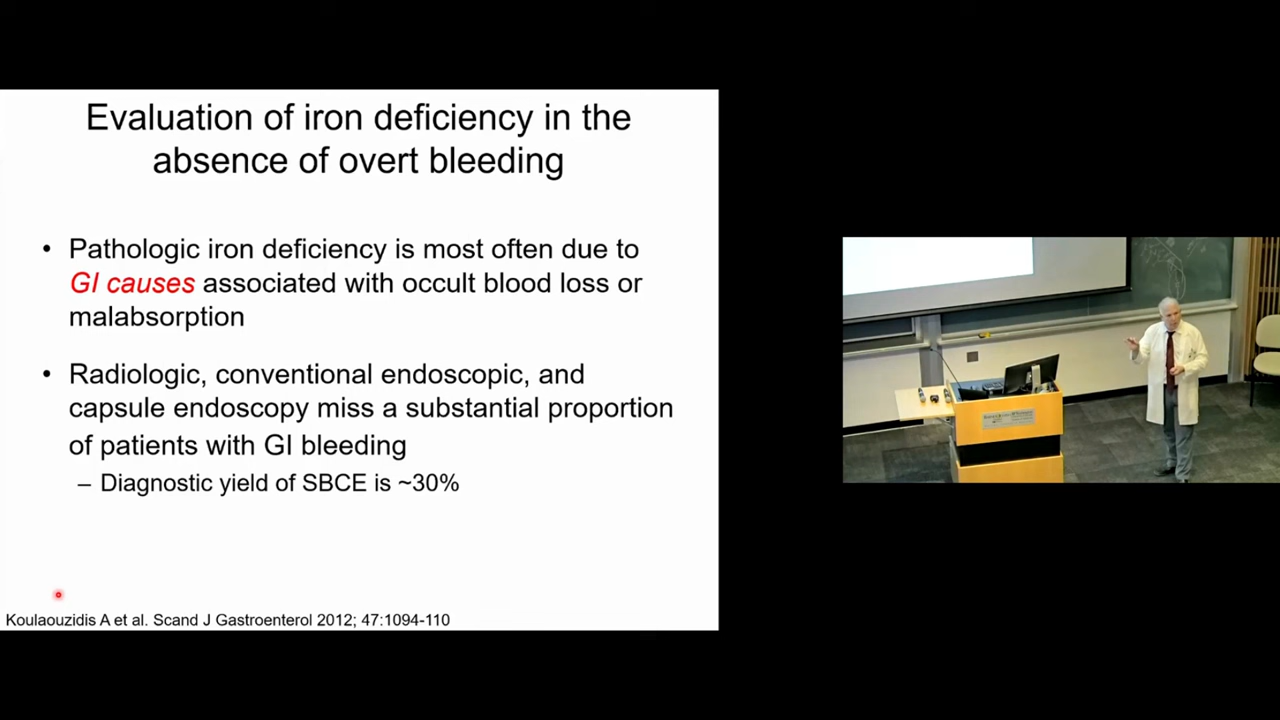 Evaluation of iron deficiency in the
absence of overt bleeding
• Pathologic iron deficiency is most often due to
GI causes associated with occult blood loss or
malabsorption
• Radiologic, conventional endoscopic, and
capsule endoscopy miss a substantial proportion
of patients with GI bleeding
– Diagnostic yield of SBCE is ~30%
Koulaouzidis A et al. Scand J Gastroenterol 2012; 47:1094-110